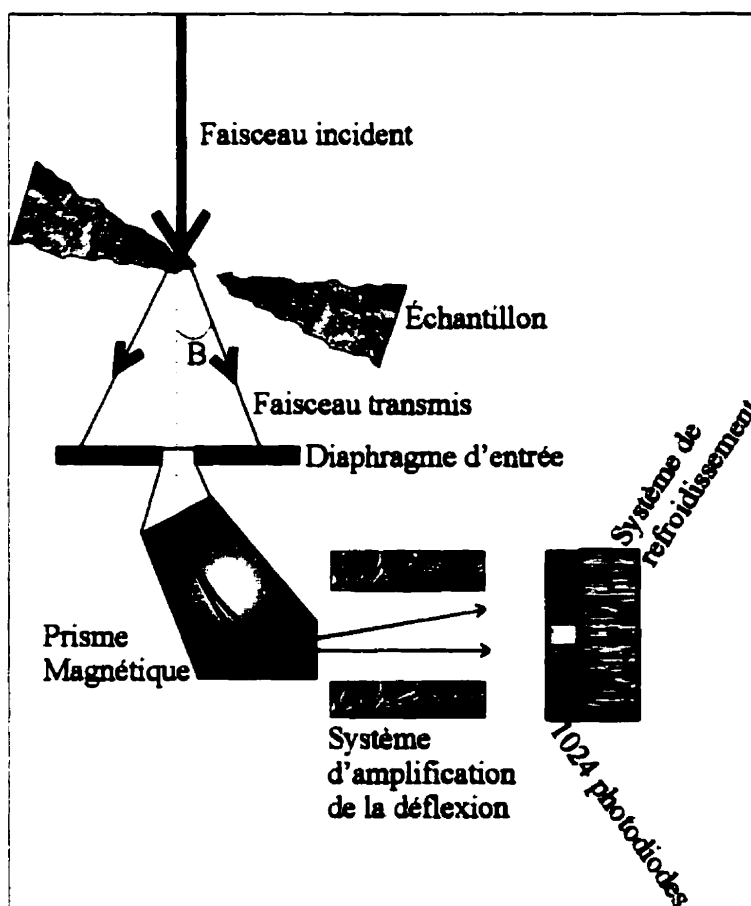 Faisceau incident
Échantillon
B
Faisceau transmis
Diaphragme d'entrée
Système de
refroidissement
Prisme
Magnétique
Système
d'amplification
de la déflexion
1024 photodiodes